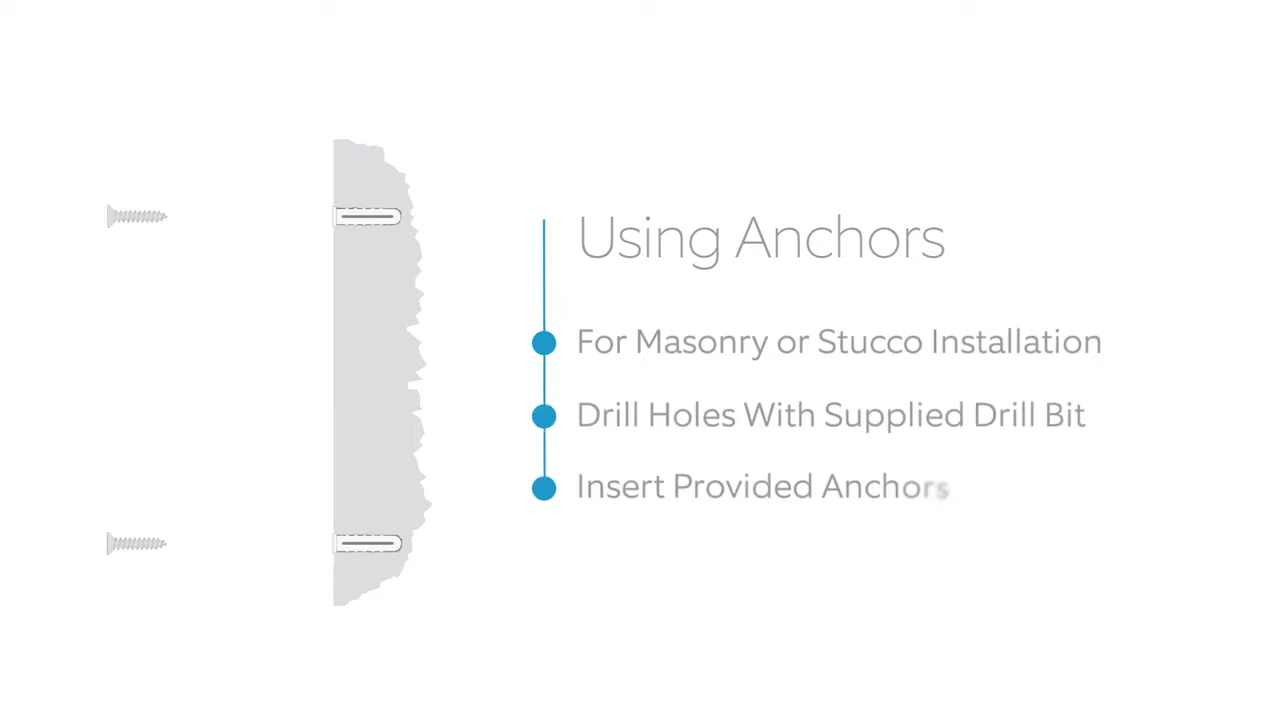 Using Anchors
For Masonry or Stucco Installation
Drill Holes With Supplied Drill Bit
Insert Provided Anchors